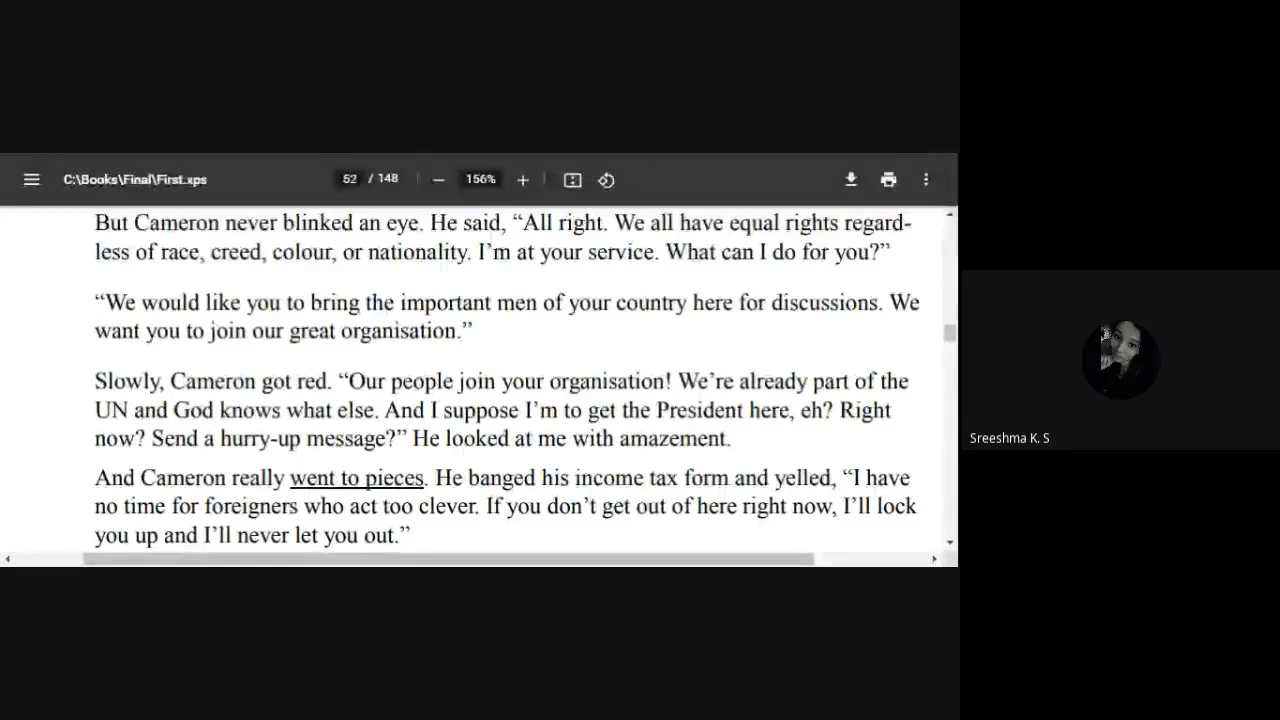 C:\Books\Final\First.xps
52 / 148
156%
But Cameron never blinked an eye. He said, “All right. We all have equal rights regard-
less of race, creed, colour, or nationality. I’m at your service. What can I do for you?”
“We would like you to bring the important men of your country here for discussions. We
want you to join our great organisation.”
Slowly, Cameron got red. “Our people join your organisation! We’re already part of the
UN and God knows what else. And I suppose I’m to get the President here, eh? Right
now? Send a hurry-up message?” He looked at me with amazement.
And Cameron really went to pieces. He banged his income tax form and yelled, “I have
no time for foreigners who act too clever. If you don’t get out of here right now, I’ll lock
you up and I’ll never let you out.”
Sreeshma K. S